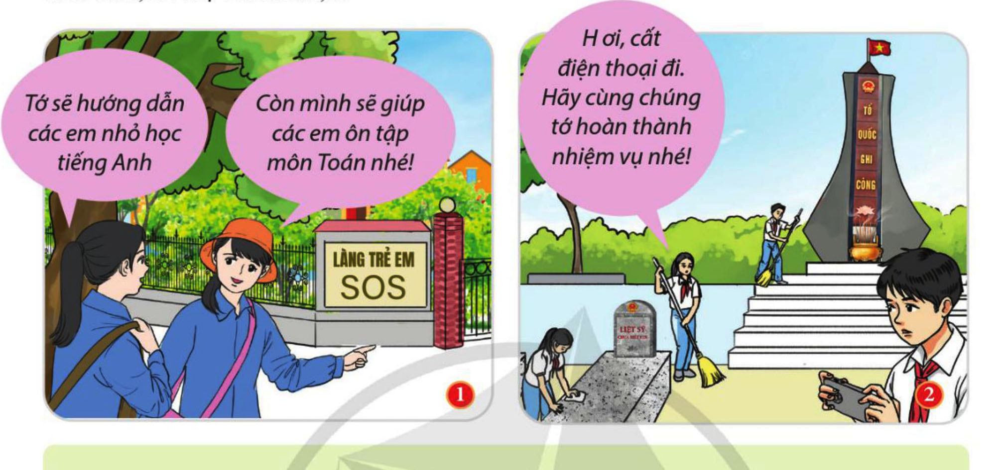 Tớ sẽ hướng dẫn
các em nhỏ học
tiếng Anh
Còn mình sẽ giúp
các em ôn tập
môn Toán nhé!
LÀNG TRẺ EM
SOS
1
H ơi, cất
điện thoại đi.
Hãy cùng chúng
tớ hoàn thành
nhiệm vụ nhé!
TỔ
QUỐC
GHI
CÔNG
LIỆT SỸ
2